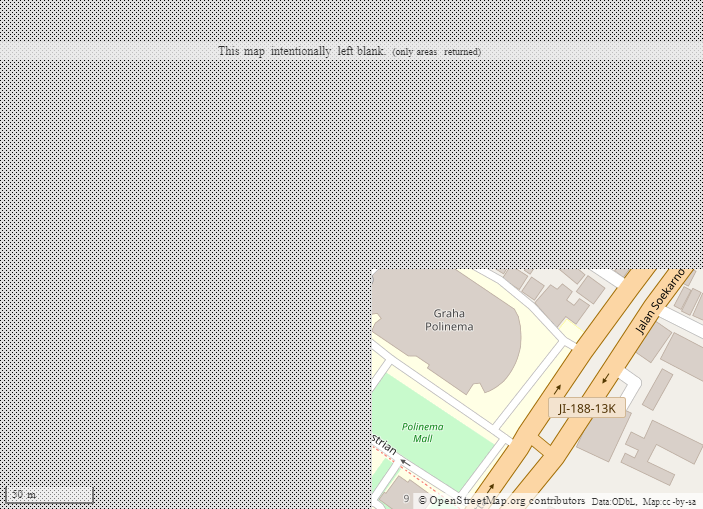 This map intentionally left blank. (only areas returned)
Jalan Soekarno
Graha
Polinema
JI-188-13K
Polinema
Mall
strian
9
50 m
© OpenStreetMap.org contributors Data:ODbL, Map:cc-by-sa